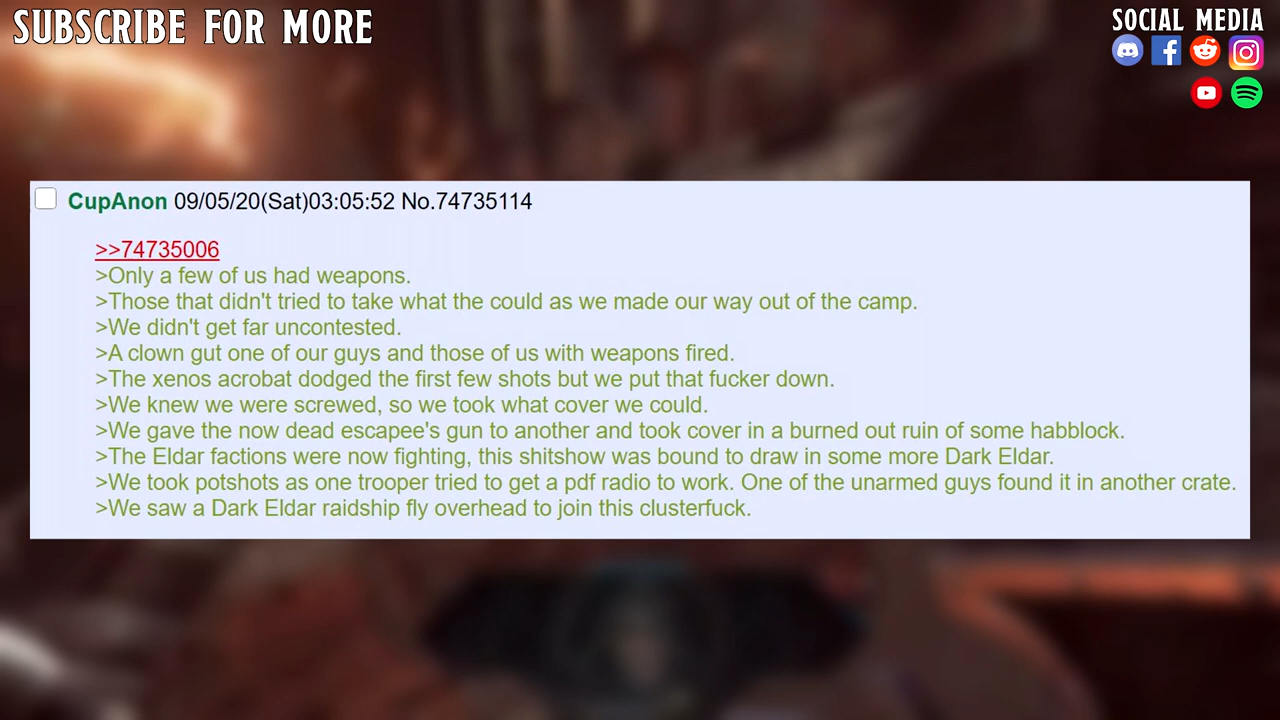 SUBSCRIBE FOR MORE
SOCIAL MEDIA
CupAnon 09/05/20(Sat)03:05:52 No.74735114
>>74735006
>Only a few of us had weapons.
>Those that didn't tried to take what the could as we made our way out of the camp.
>We didn't get far uncontested.
>A clown gut one of our guys and those of us with weapons fired.
>The xenos acrobat dodged the first few shots but we put that fucker down.
>We knew we were screwed, so we took what cover we could.
>We gave the now dead escapee's gun to another and took cover in a burned out ruin of some habblock.
>The Eldar factions were now fighting, this shitshow was bound to draw in some more Dark Eldar.
>We took potshots as one trooper tried to get a pdf radio to work. One of the unarmed guys found it in another crate.
>We saw a Dark Eldar raidship fly overhead to join this clusterfuck.